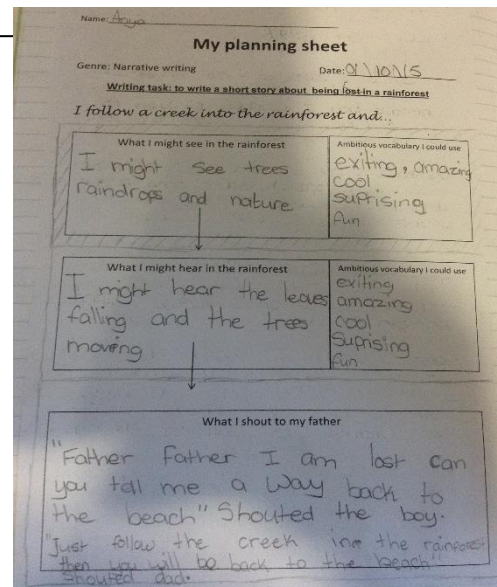 Name: Anya
My planning sheet
Genre: Narrative writing
Date: 01/10/15
Writing task: to write a short story about being lost in a rainforest
I follow a creek into the rainforest and...
What I might see in the rainforest
I might see trees
raindrops and nature
Ambitious vocabulary I could use
exiting, amazing
cool
suprising
fun
What I might hear in the rainforest
I might hear the leaves
falling and the trees
moving
Ambitious vocabulary I could use
exiting
amazing
cool
suprising
fun
What I shout to my father
"Father Father I am lost can
you tell me a way back to
the beach" Shouted the boy.
"Just follow the creek the rainforest
then you will be back to the beach"
Shouted dad.